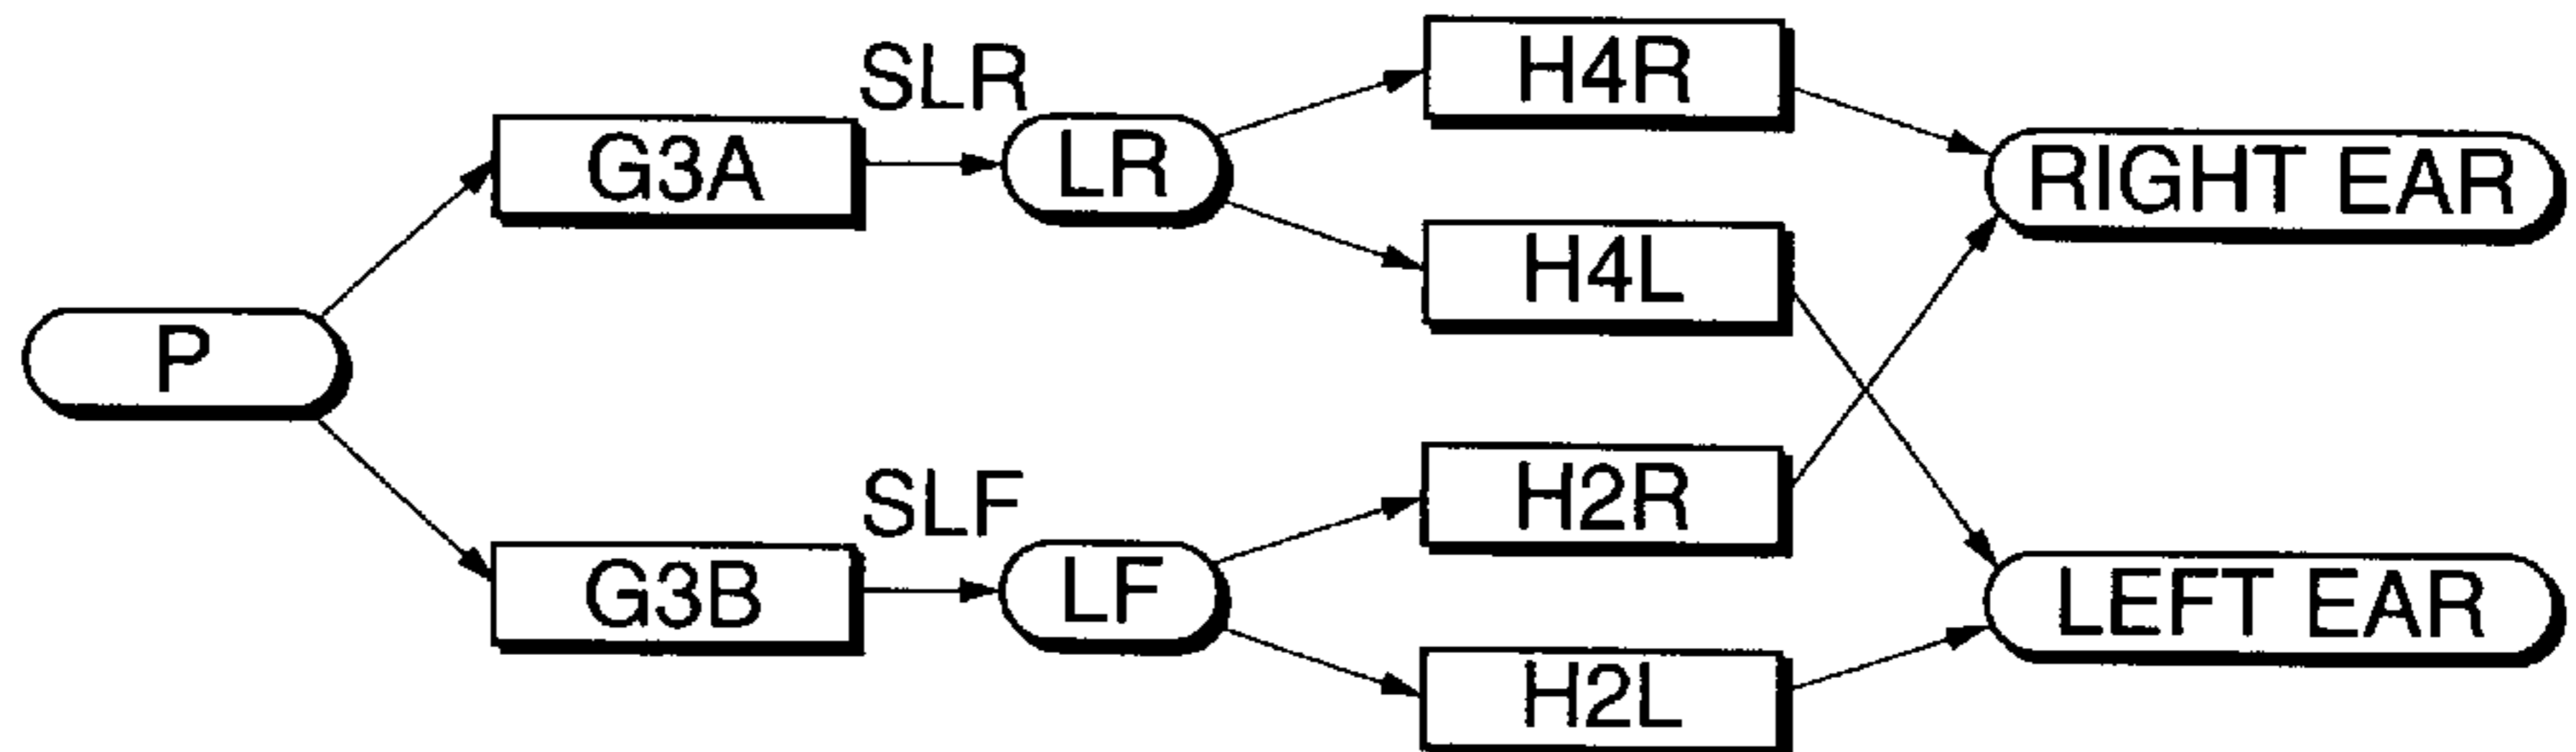 SLR
H4R
G3A
LR
RIGHT EAR
H4L
P
SLF
H2R
G3B
LF
LEFT EAR
H2L